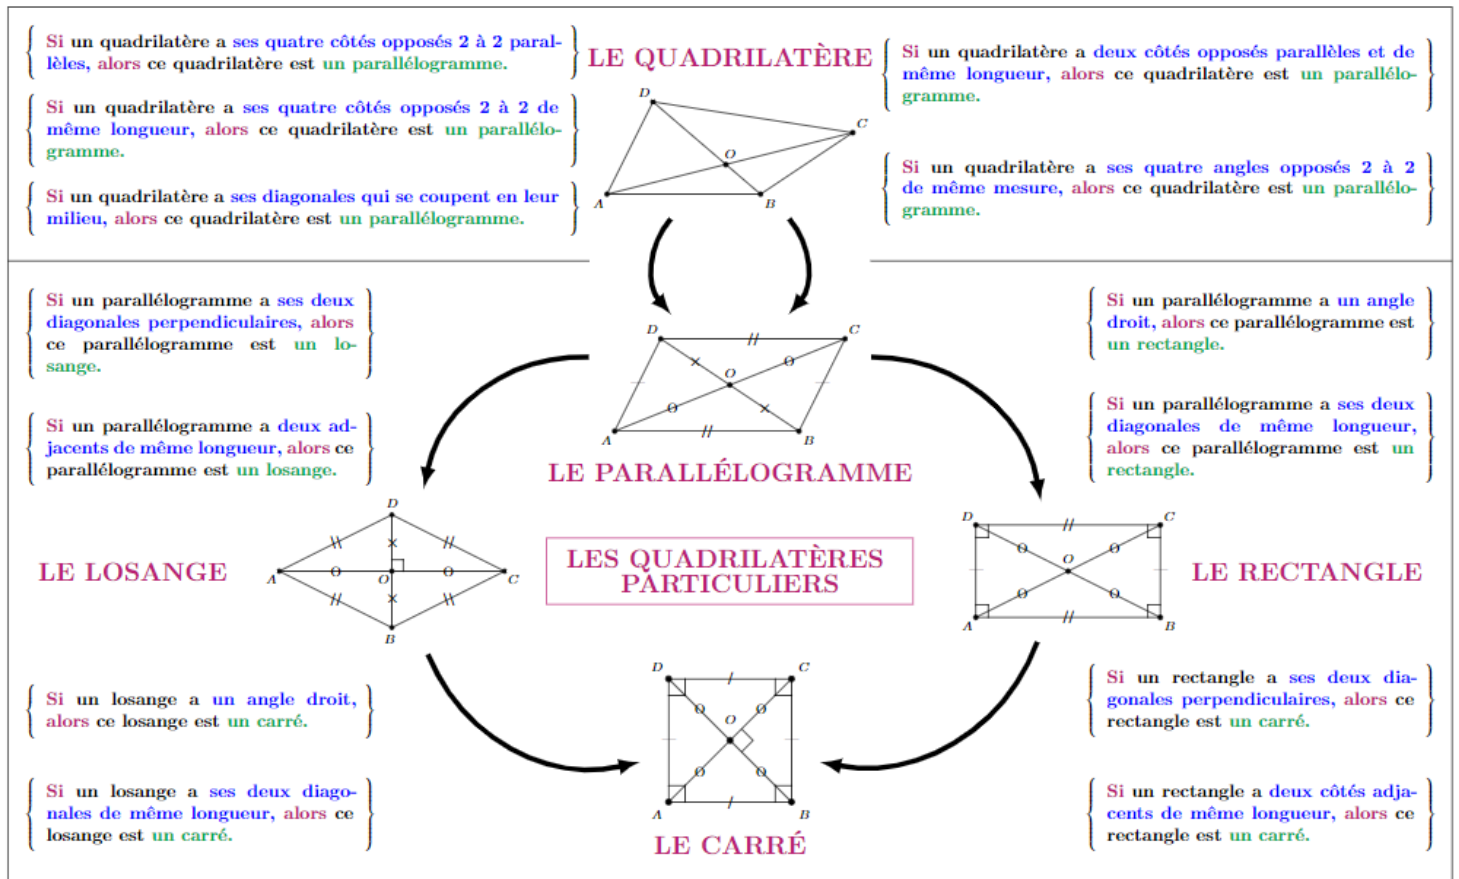 Si un quadrilatère a ses quatre côtés opposés 2 à 2 paral-
lèles, alors ce quadrilatère est un parallélogramme.
Si un quadrilatère a ses quatre côtés opposés 2 à 2 de
même longueur, alors ce quadrilatère est un parallélo-
gramme.
Si un quadrilatère a ses diagonales qui se coupent en leur
milieu, alors ce quadrilatère est un parallélogramme.
LE QUADRILATÈRE
D
C
O
A
B
Si un quadrilatère a deux côtés opposés parallèles et de
même longueur, alors ce quadrilatère est un parallélo-
gramme.
Si un quadrilatère a ses quatre angles opposés 2 à 2
de même mesure, alors ce quadrilatère est un parallélo-
gramme.
Si un parallélogramme a ses deux
diagonales perpendiculaires, alors
ce parallélogramme est un lo-
sange.
Si un parallélogramme a deux ad-
jacents de même longueur, alors ce
parallélogramme est un losange.
D
C
O
A
B
LE PARALLÉLOGRAMME
Si un parallélogramme a un angle
droit, alors ce parallélogramme est
un rectangle.
Si un parallélogramme a ses deux
diagonales de même longueur,
alors ce parallélogramme est un
rectangle.
LE LOSANGE
D
A
O
C
B
LES QUADRILATÈRES
PARTICULIERS
D
C
O
A
B
LE RECTANGLE
Si un losange a un angle droit,
alors ce losange est un carré.
Si un losange a ses deux diago-
nales de même longueur, alors ce
losange est un carré.
D
C
O
A
B
LE CARRÉ
Si un rectangle a ses deux dia-
gonales perpendiculaires, alors ce
rectangle est un carré.
Si un rectangle a deux côtés adja-
cents de même longueur, alors ce
rectangle est un carré.